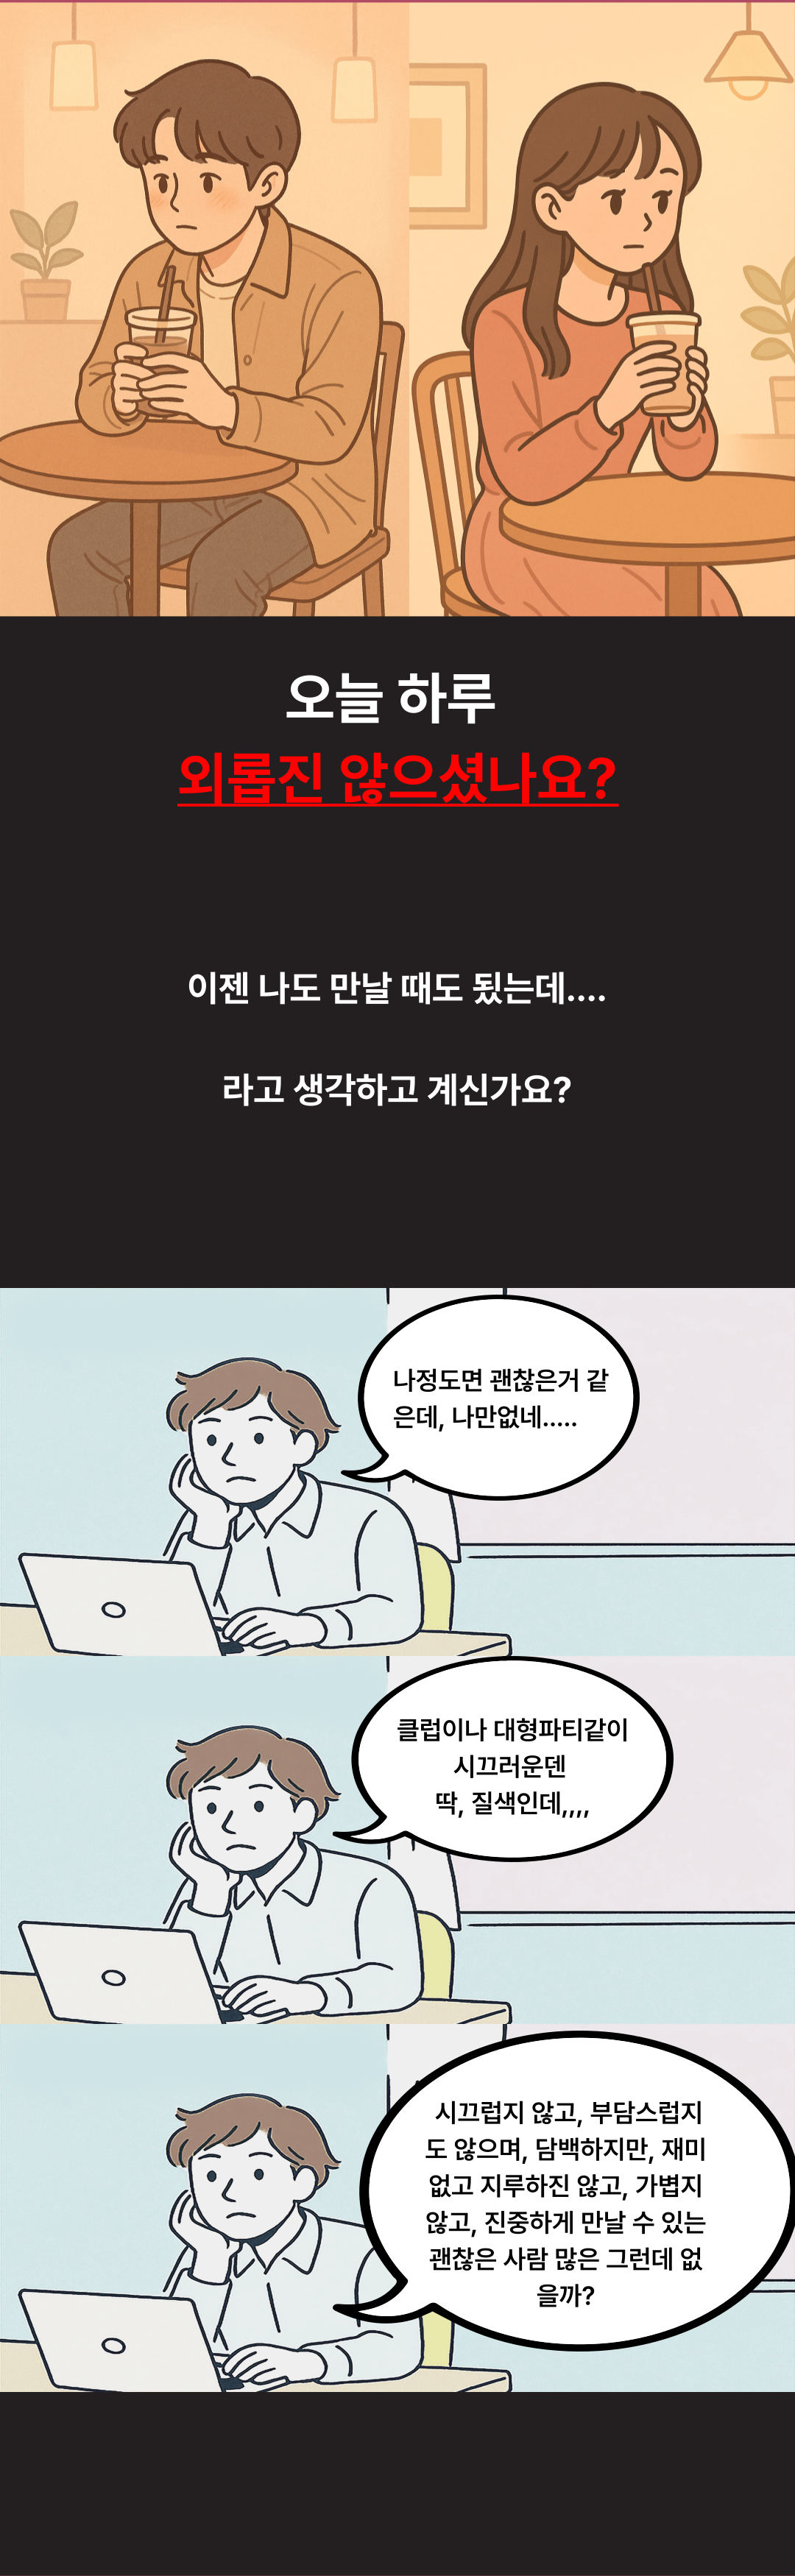 오늘 하루
외롭진 않으셨나요?
이젠 나도 만날 때도 됬는데....
라고 생각하고 계신가요?
나정도면 괜찮은거 같
은데, 나만없네.....
클럽이나 대형파티같이
시끄러운덴
딱, 질색인데,,,,
시끄럽지 않고, 부담스럽지
도 않으며, 담백하지만, 재미
없고 지루하진 않고, 가볍지
않고, 진중하게 만날 수 있는
괜찮은 사람 많은 그런데 없
을까?